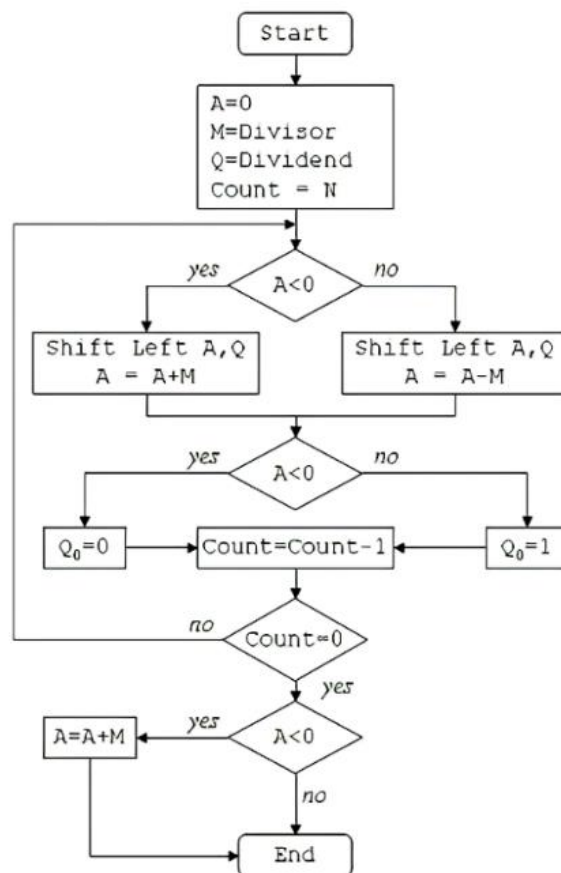 Start
A=0
M=Divisor
Q=Dividend
Count = N
A<0
yes
no
Shift Left A,Q
A = A+M
Shift Left A,Q
A = A-M
A<0
yes
no
Q₀=0
Count=Count-1
Q₀=1
Count=0
no
yes
A<0
yes
A=A+M
no
End